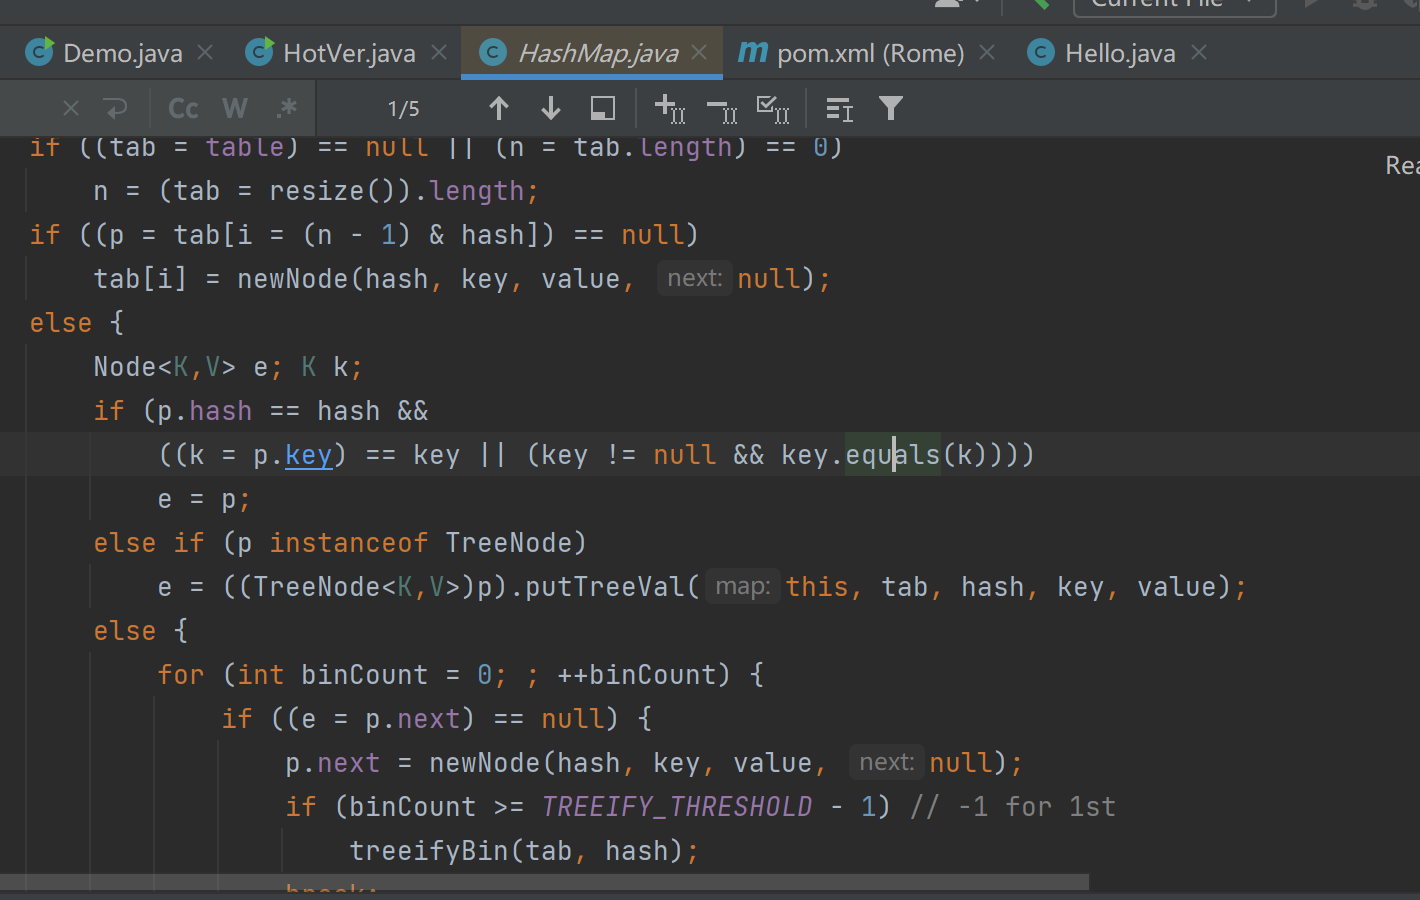 Current File
Demo.java HotVer.java HashMap.java pom.xml (Rome) Hello.java
Cc W .* 1/5
if ((tab = table) == null || (n = tab.length) == 0)
n = (tab = resize()).length;
if ((p = tab[i = (n - 1) & hash]) == null)
tab[i] = newNode(hash, key, value, next: null);
else {
Node<K,V> e; K k;
if (p.hash == hash &&
((k = p.key) == key || (key != null && key.equals(k))))
e = p;
else if (p instanceof TreeNode)
e = ((TreeNode<K,V>)p).putTreeVal( map: this, tab, hash, key, value);
else {
for (int binCount = 0; ; ++binCount) {
if ((e = p.next) == null) {
p.next = newNode(hash, key, value, next: null);
if (binCount >= TREEIFY_THRESHOLD - 1) // -1 for 1st
treeifyBin(tab, hash);
break;